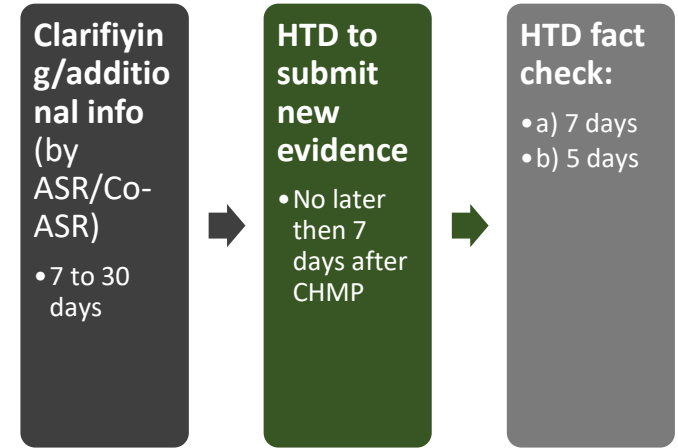 Clarifiyin
g/additio
nal info
(by
ASR/Co-
ASR)
•7 to 30
days
HTD to
submit
new
evidence
•No later
then 7
days after
CHMP
HTD fact
check:
•a) 7 days
•b) 5 days